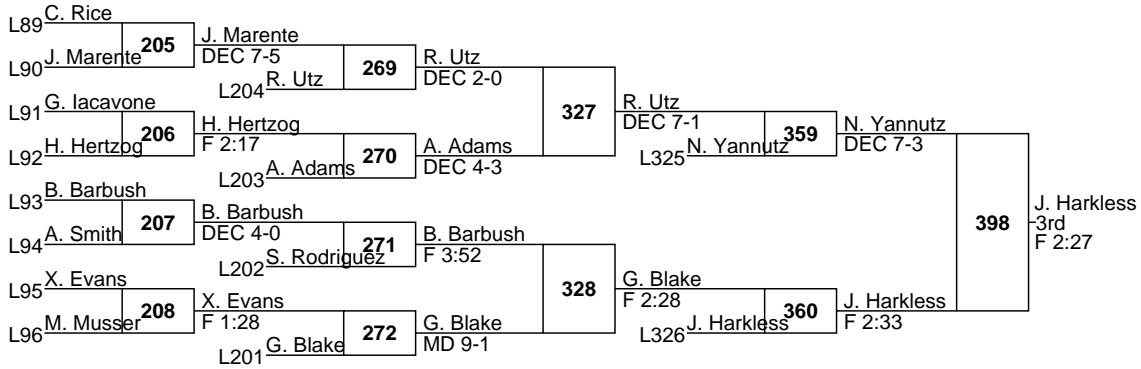 C. Rice
L89
205
J. Marente
DEC 7-5
J. Marente
L90
269
R. Utz
DEC 2-0
R. Utz
L204
G. Iacavone
L91
327
R. Utz
DEC 7-1
206
H. Hertzog
F 2:17
359
N. Yannutz
DEC 7-3
H. Hertzog
L92
270
A. Adams
DEC 4-3
N. Yannutz
L325
A. Adams
L203
B. Barbush
L93
207
B. Barbush
DEC 4-0
398
J. Harkless
3rd
F 2:27
A. Smith
L94
271
B. Barbush
F 3:52
S. Rodriguez
L202
X. Evans
L95
328
G. Blake
F 2:28
208
X. Evans
F 1:28
360
J. Harkless
F 2:33
M. Musser
L96
272
G. Blake
MD 9-1
J. Harkless
L326
G. Blake
L201